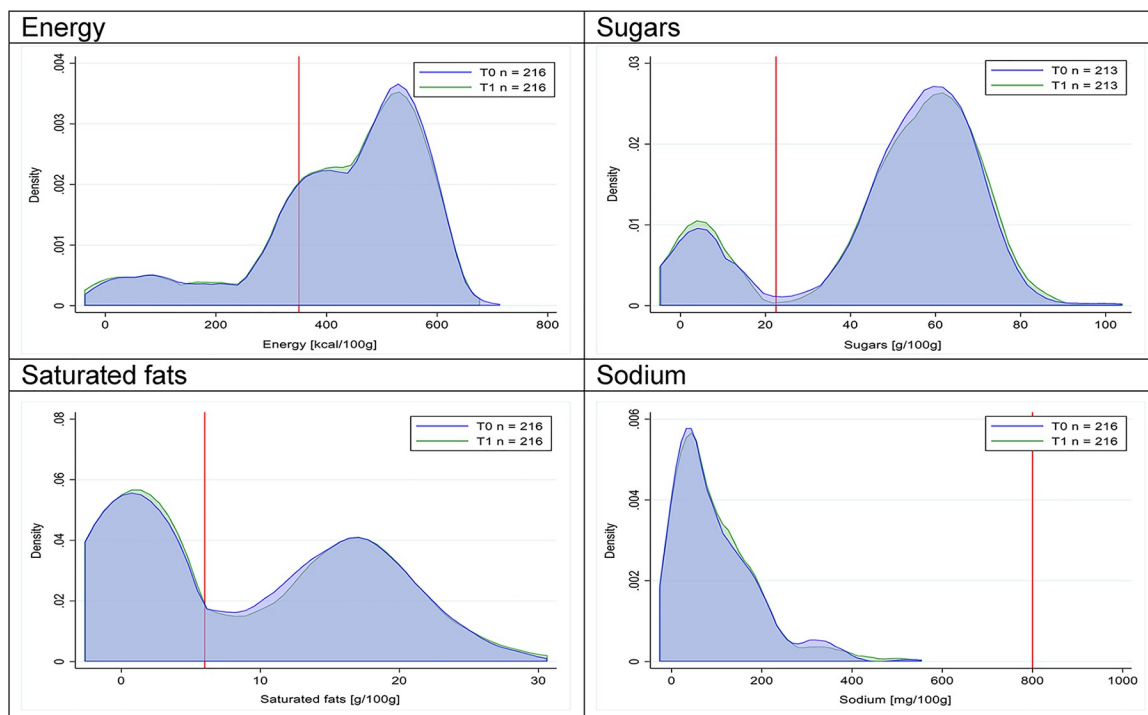 Energy
Sugars
.004
.003
.002
.001
0
Density
T0 n = 216
T1 n = 216
0 200 400 600 800
Energy [kcal/100g]
.03
.02
.01
0
Density
T0 n = 213
T1 n = 213
0 20 40 60 80 100
Sugars [g/100g]
Saturated fats
Sodium
.08
.06
.04
.02
0
Density
T0 n = 216
T1 n = 216
0 10 20 30
Saturated fats [g/100g]
.006
.004
.002
0
Density
T0 n = 216
T1 n = 216
0 200 400 600 800 1000
Sodium [mg/100g]